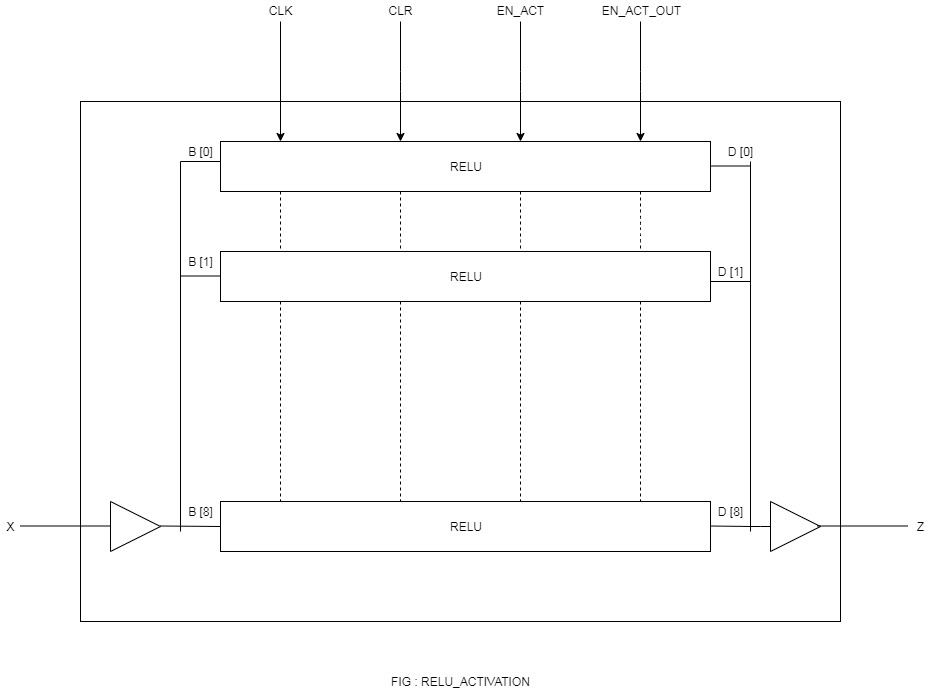 CLK CLR EN_ACT EN_ACT_OUT
B [0] D [0]
RELU
B [1] D [1]
RELU
B [8] D [8]
X RELU Z
FIG : RELU_ACTIVATION